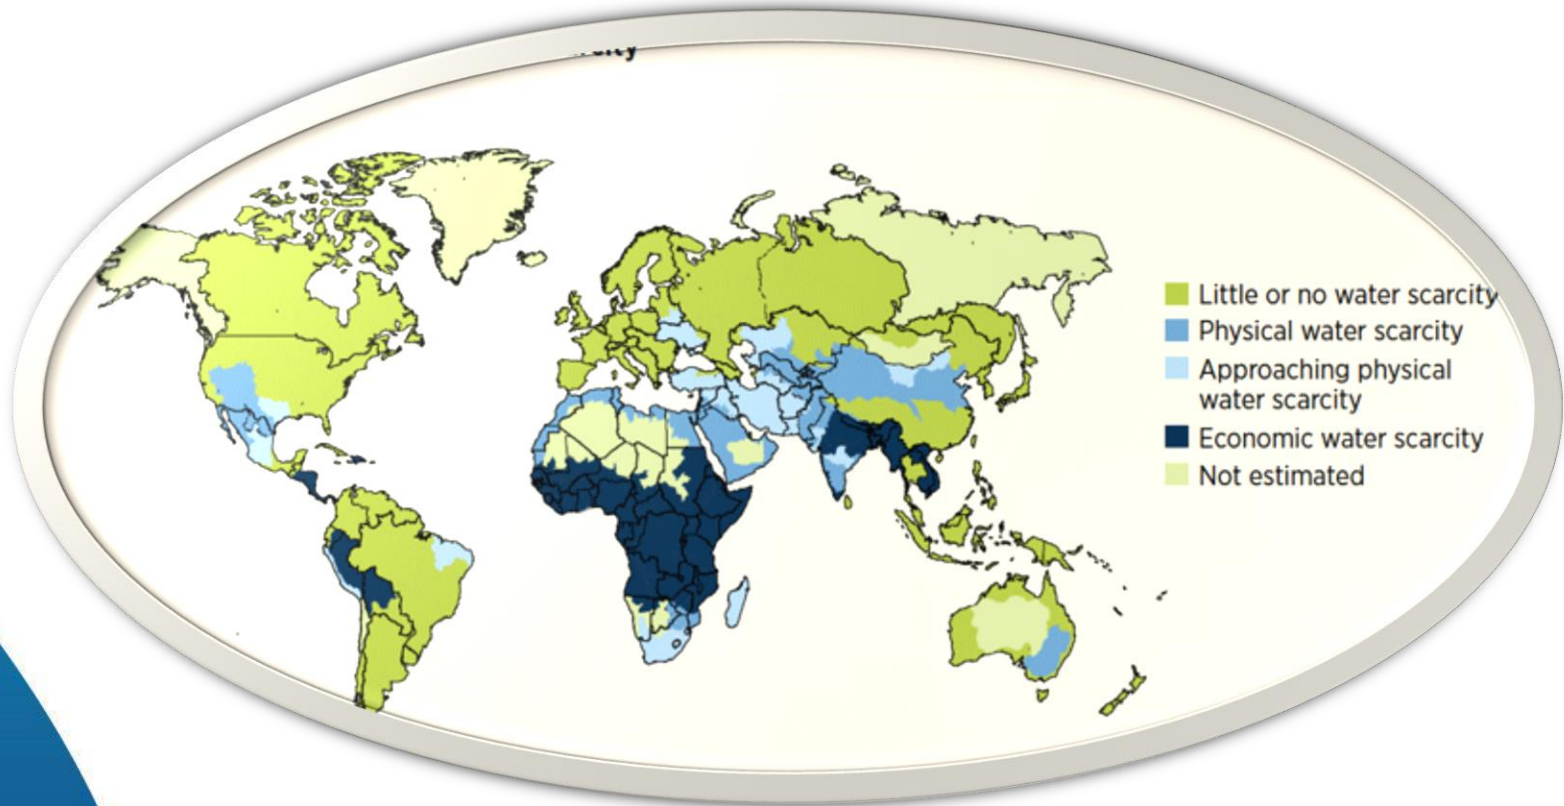 Little or no water scarcity
Physical water scarcity
Approaching physical
water scarcity
Economic water scarcity
Not estimated